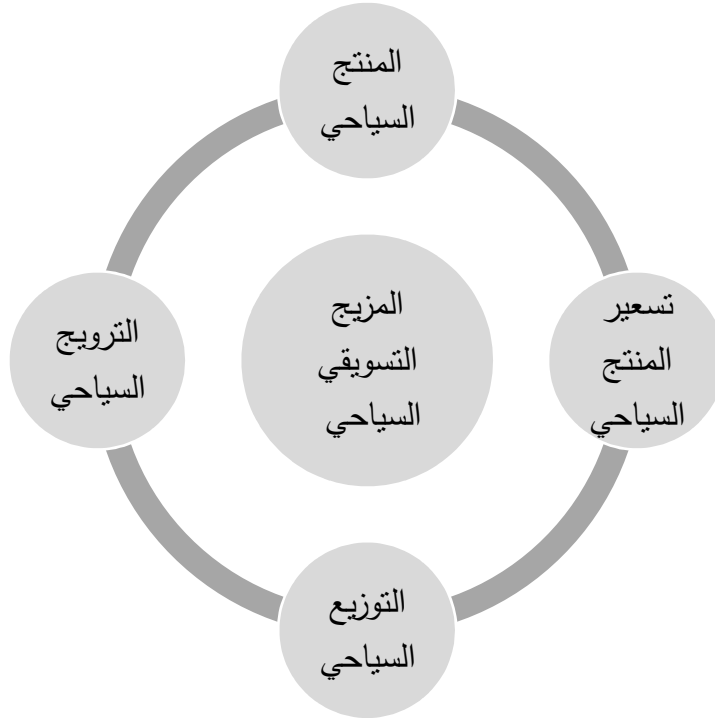 المنتج
السياحي
تسعير
المنتج
السياحي
المزيج
التسويقي
السياحي
الترويج
السياحي
التوزيع
السياحي